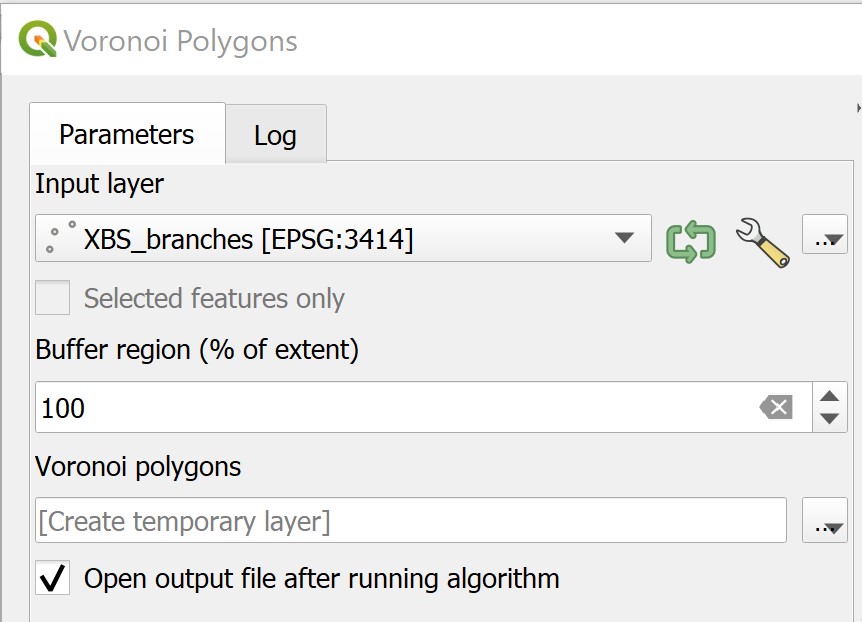 Voronoi Polygons
Parameters
Log
Input layer
XBS_branches [EPSG:3414]
...
Selected features only
Buffer region (% of extent)
100
Voronoi polygons
[Create temporary layer]
...
Open output file after running algorithm